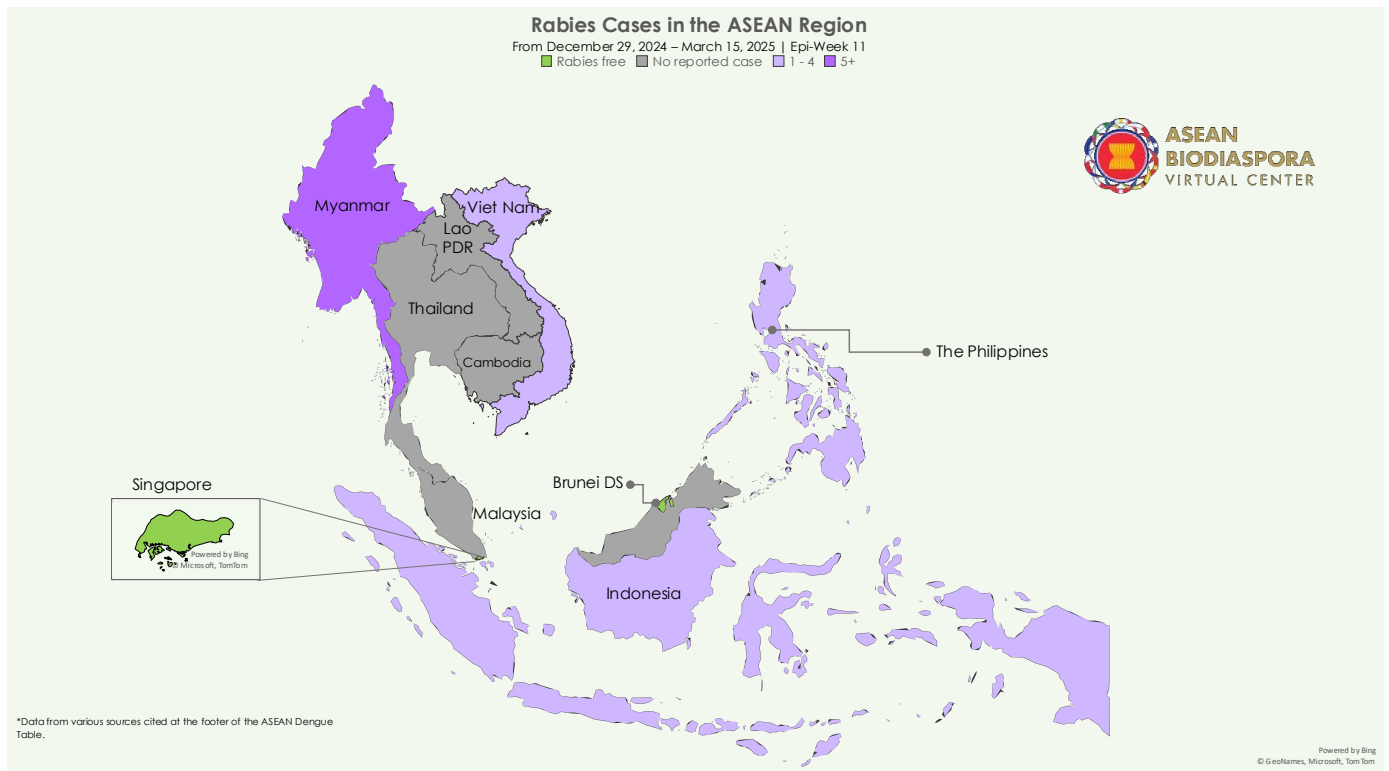 Rabies Cases in the ASEAN Region
From December 29, 2024 – March 15, 2025 | Epi-Week 11
Rabies free No reported case 1 - 4 5+
ASEAN
BIODIASPORA
VIRTUAL CENTER
Myanmar
Viet Nam
Lao
PDR
Thailand
Cambodia
The Philippines
Brunei DS
Singapore
Malaysia
Powered by Bing
© Microsoft, TomTom
Indonesia
*Data from various sources cited at the footer of the ASEAN Dengue
Table.
Powered by Bing
© GeoNames, Microsoft, TomTom